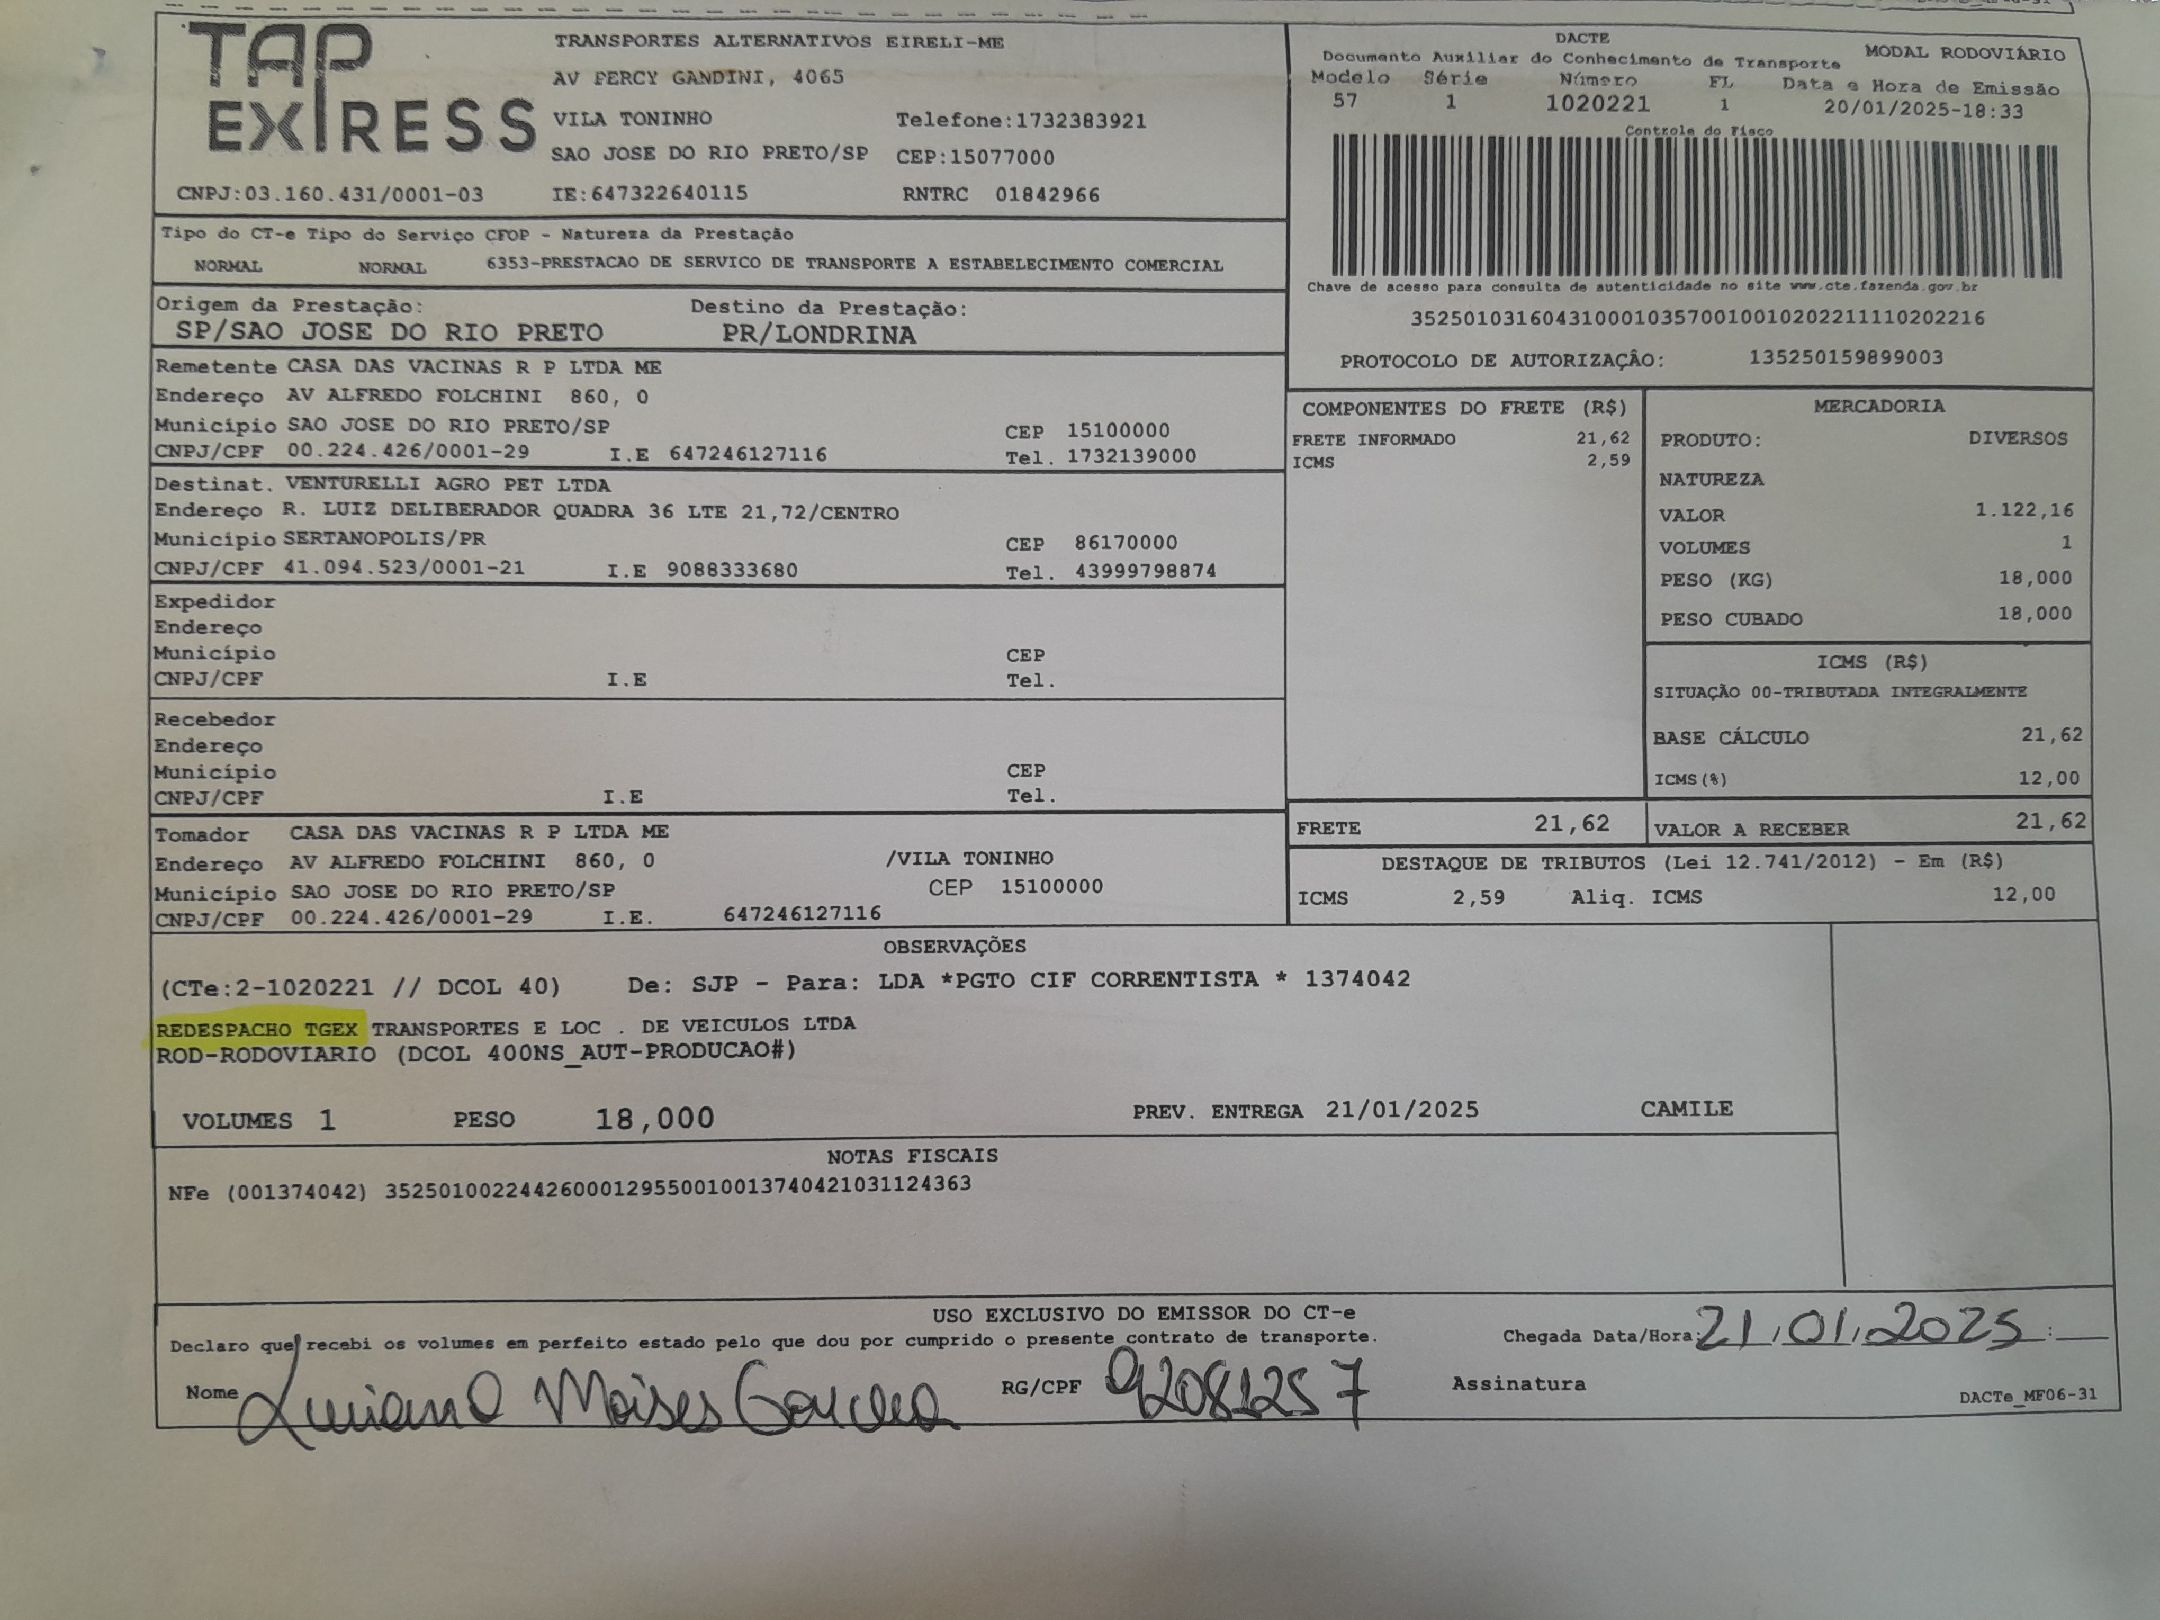 TAP
EXPRESS
TRANSPORTES ALTERNATIVOS EIRELI-ME
AV PERCY GANDINI, 4065
VILA TONINHO Telefone:1732383921
SAO JOSE DO RIO PRETO/SP CEP:15077000
CNPJ:03.160.431/0001-03 IE:647322640115 RNTRC 01842966
DACTE
Documento Auxiliar do Conhecimento de Transporte MODAL RODOVIÁRIO
Modelo Série Número FL Data e Hora de Emissão
57 1 1020221 1 20/01/2025-18:33
Controle do Fisco
Chave de acesso para consulta de autenticidade no site www.cte.fazenda.gov.br
35250103160431000103570010010202211110202216
PROTOCOLO DE AUTORIZAÇÂO: 135250159899003
Tipo do CT-e Tipo do Serviço CFOP - Natureza da Prestação
NORMAL NORMAL 6353-PRESTACAO DE SERVICO DE TRANSPORTE A ESTABELECIMENTO COMERCIAL
Origem da Prestação: Destino da Prestação:
SP/SAO JOSE DO RIO PRETO PR/LONDRINA
Remetente CASA DAS VACINAS R P LTDA ME
Endereço AV ALFREDO FOLCHINI 860, 0
Município SAO JOSE DO RIO PRETO/SP CEP 15100000
CNPJ/CPF 00.224.426/0001-29 I.E 647246127116 Tel. 1732139000
Destinat. VENTURELLI AGRO PET LTDA
Endereço R. LUIZ DELIBERADOR QUADRA 36 LTE 21,72/CENTRO
Município SERTANOPOLIS/PR CEP 86170000
CNPJ/CPF 41.094.523/0001-21 I.E 9088333680 Tel. 43999798874
Expedidor
Endereço
Município CEP
CNPJ/CPF I.E Tel.
Recebedor
Endereço
Município CEP
CNPJ/CPF I.E Tel.
Tomador CASA DAS VACINAS R P LTDA ME
Endereço AV ALFREDO FOLCHINI 860, 0 /VILA TONINHO
Município SAO JOSE DO RIO PRETO/SP CEP 15100000
CNPJ/CPF 00.224.426/0001-29 I.E. 647246127116
COMPONENTES DO FRETE (R$)
FRETE INFORMADO 21,62
ICMS 2,59
MERCADORIA
PRODUTO: DIVERSOS
NATUREZA
VALOR 1.122,16
VOLUMES 1
PESO (KG) 18,000
PESO CUBADO 18,000
ICMS (R$)
SITUAÇÃO 00-TRIBUTADA INTEGRALMENTE
BASE CÁLCULO 21,62
ICMS(%) 12,00
FRETE 21,62 VALOR A RECEBER 21,62
DESTAQUE DE TRIBUTOS (Lei 12.741/2012) - Em (R$)
ICMS 2,59 Aliq. ICMS 12,00
OBSERVAÇÕES
(CTe:2-1020221 // DCOL 40) De: SJP - Para: LDA *PGTO CIF CORRENTISTA * 1374042
REDESPACHO TGEX TRANSPORTES E LOC . DE VEICULOS LTDA
ROD-RODOVIARIO (DCOL 400NS_AUT-PRODUCAO#)
VOLUMES 1 PESO 18,000 PREV. ENTREGA 21/01/2025 CAMILE
NOTAS FISCAIS
NFe (001374042) 35250100224426000129550010013740421031124363
USO EXCLUSIVO DO EMISSOR DO CT-e
Declaro que recebi os volumes em perfeito estado pelo que dou por cumprido o presente contrato de transporte. Chegada Data/Hora: 21/01/2025 :
Nome Luciano Moises RG/CPF 92081257 Assinatura
DACTe_MF06-31